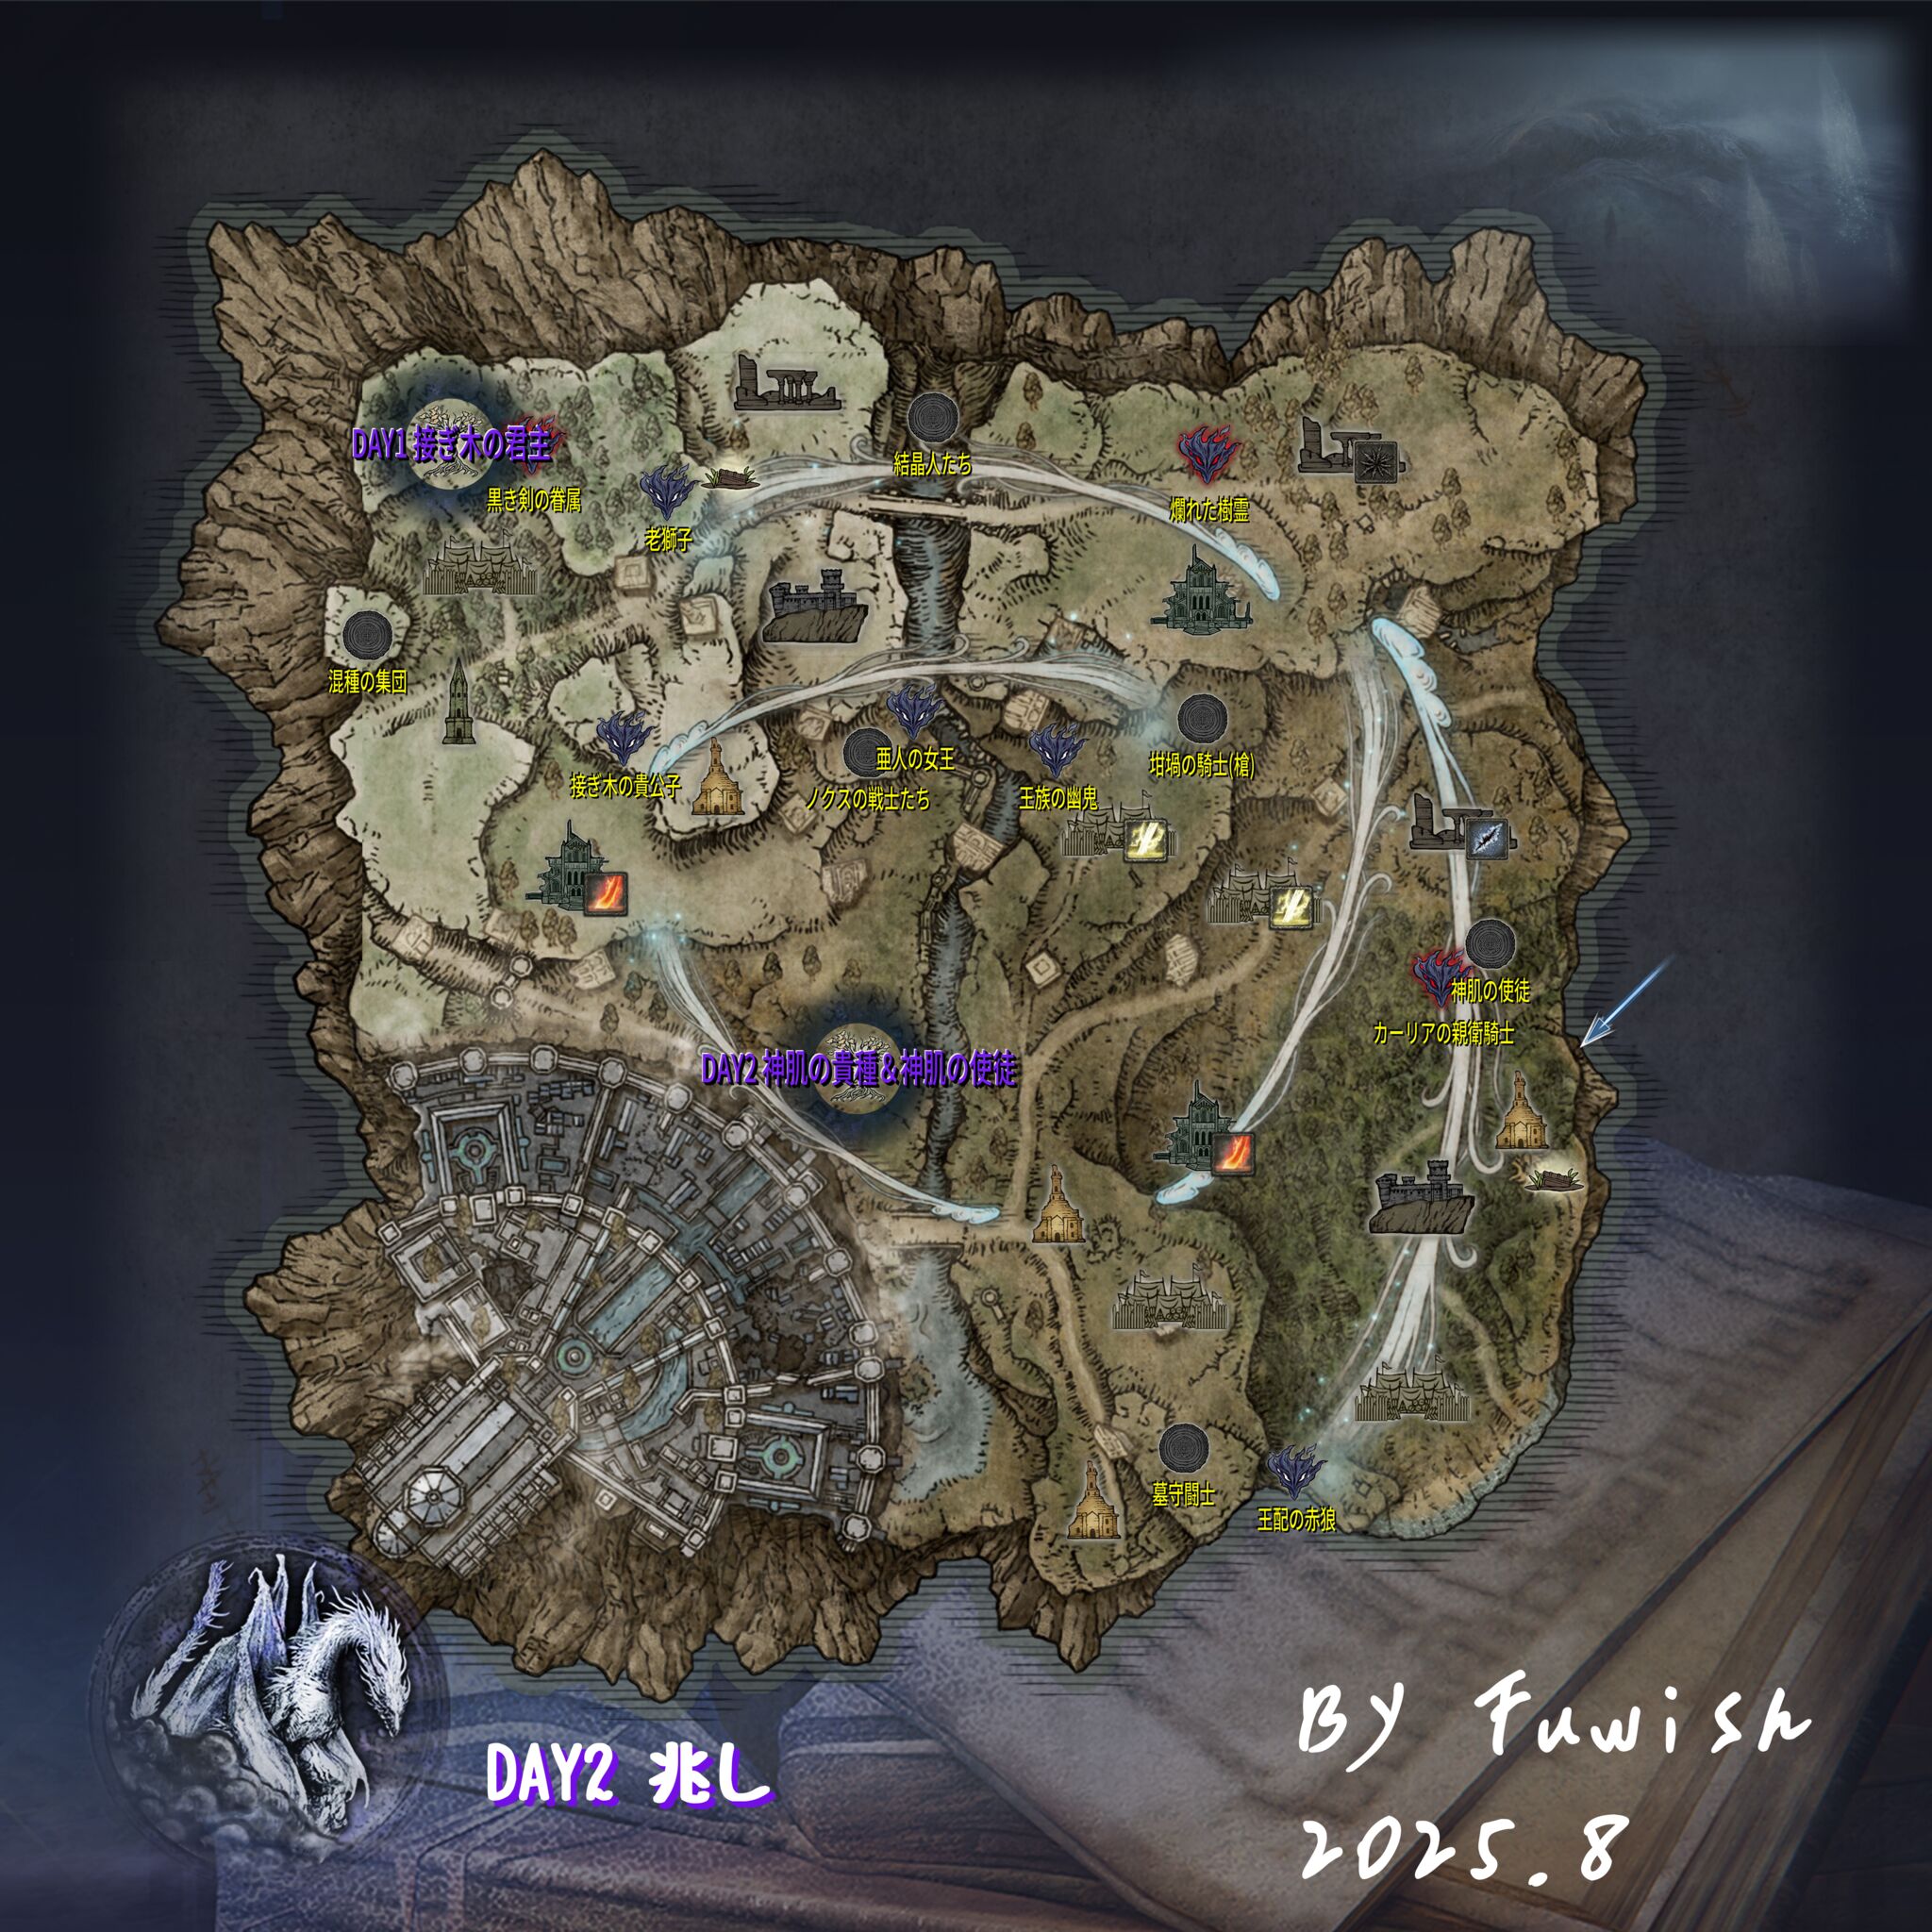 DAY1 接ぎ木の君主
結晶人たち
黒き剣の眷属
爛れた樹霊
老獅子
混種の集団
亜人の女王
坩堝の騎士(槍)
接ぎ木の貴公子
ノクスの戦士たち
王族の幽鬼
神肌の使徒
カーリアの親衛騎士
DAY2 神肌の貴種&神肌の使徒
墓守闘士
王配の赤狼
DAY2 兆し
BY Fuwish
2025.8